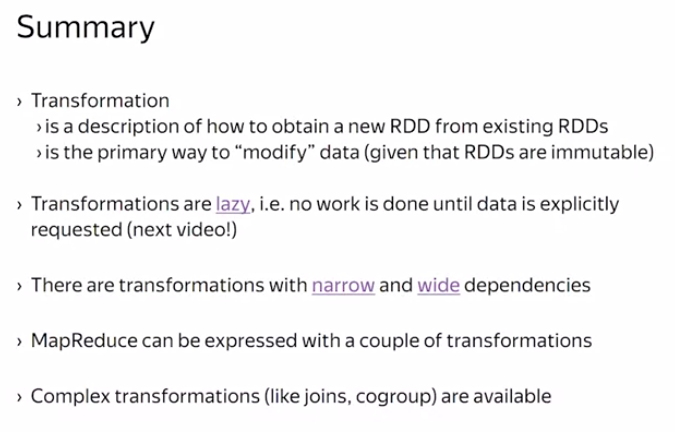 Summary
› Transformation
› is a description of how to obtain a new RDD from existing RDDs
› is the primary way to “modify” data (given that RDDs are immutable)
› Transformations are lazy, i.e. no work is done until data is explicitly
requested (next video!)
› There are transformations with narrow and wide dependencies
› MapReduce can be expressed with a couple of transformations
› Complex transformations (like joins, cogroup) are available